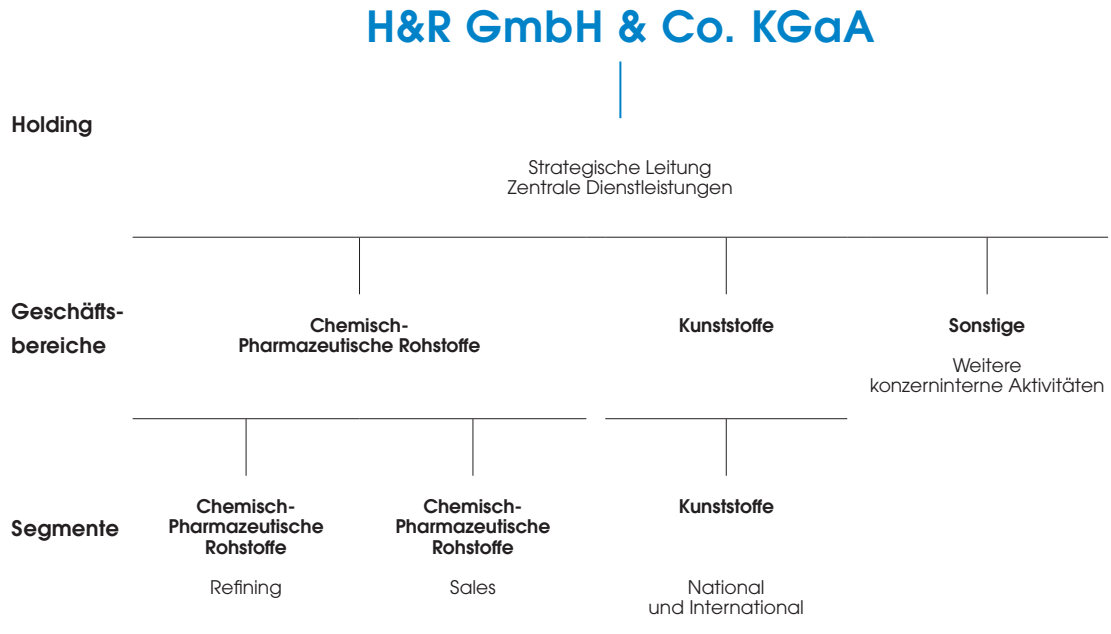 H&R GmbH & Co. KGaA
Holding
Strategische Leitung
Zentrale Dienstleistungen
Geschäfts-
bereiche
Chemisch-
Pharmazeutische Rohstoffe
Kunststoffe
Sonstige
Weitere
konzerninterne Aktivitäten
Segmente
Chemisch-
Pharmazeutische
Rohstoffe
Refining
Chemisch-
Pharmazeutische
Rohstoffe
Sales
Kunststoffe
National
und International